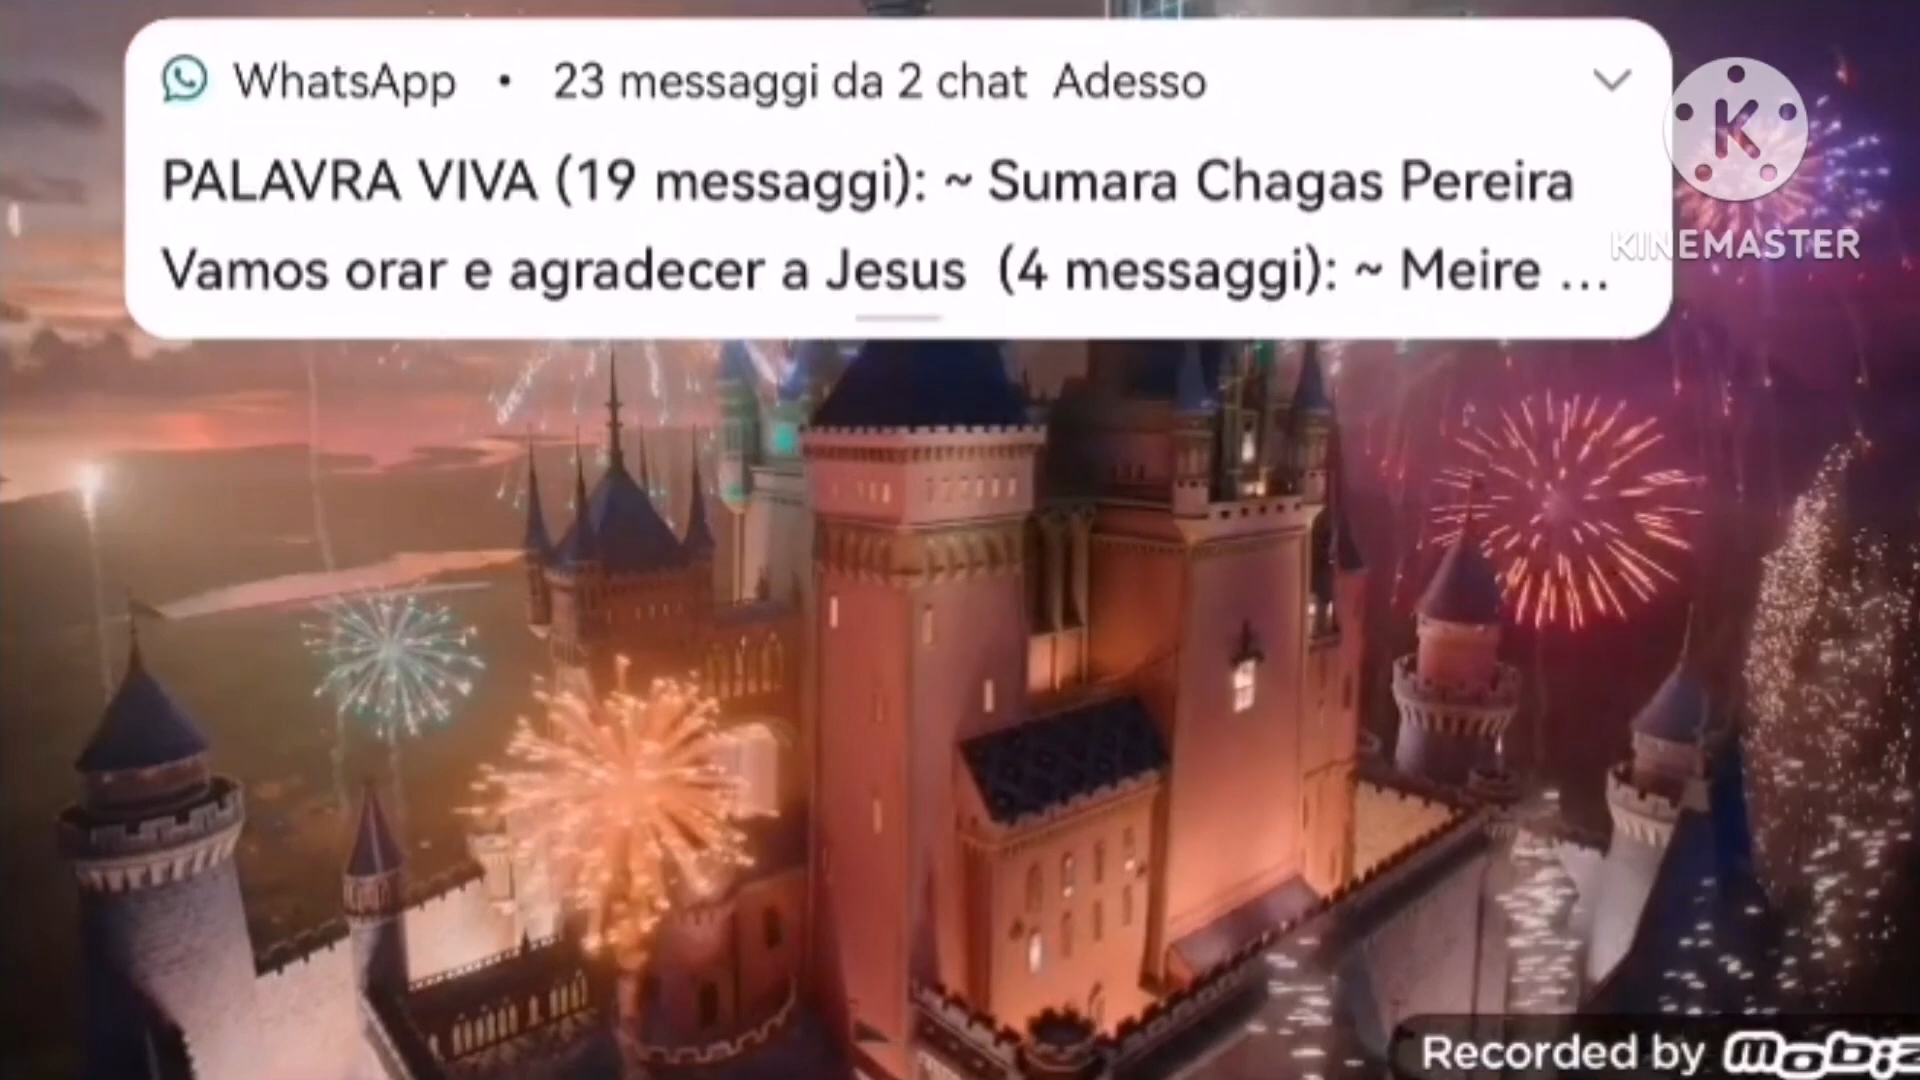 WhatsApp • 23 messaggi da 2 chat Adesso
PALAVRA VIVA (19 messaggi): ~ Sumara Chagas Pereira
Vamos orar e agradecer a Jesus (4 messaggi): ~ Meire ...
K
KINEMASTER
Recorded by